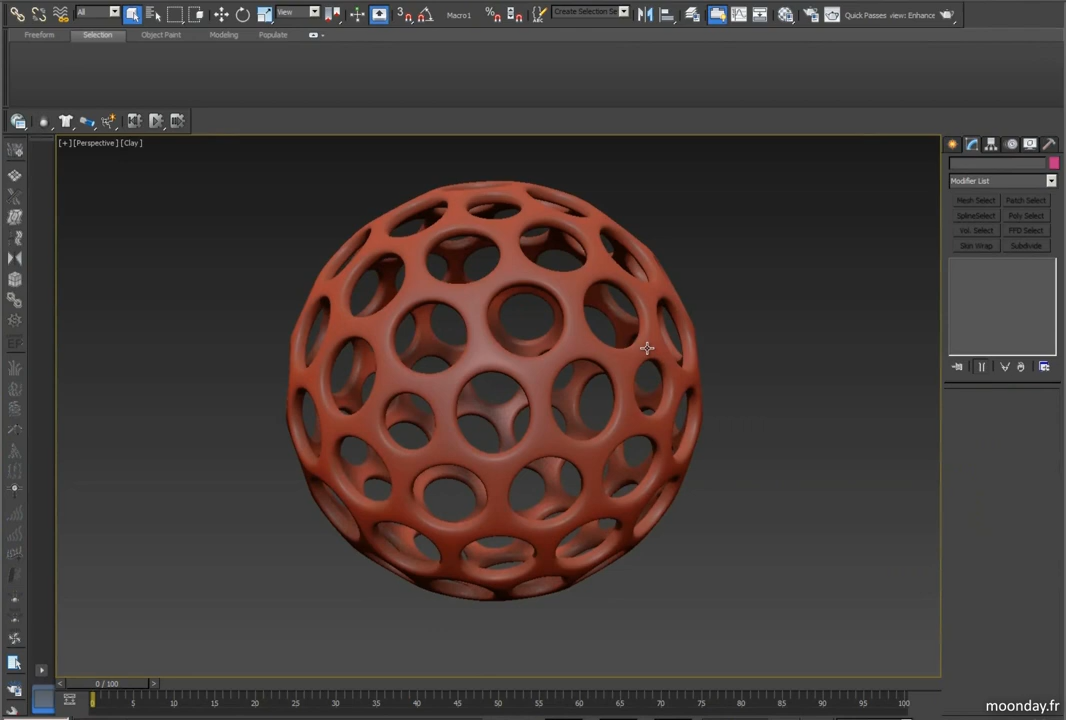 All
View
Macro1
Create Selection Se
Quick Passes
view: Enhance
Freeform
Selection
Object Paint
Modeling
Populate
[+] [Perspective] [Clay]
Modifier List
Mesh Select
Patch Select
SplineSelect
Poly Select
Vol. Select
FFD Select
Skin Wrap
Subdivide
EF
0 / 100
0 5 10 15 20 25 30 35 40 45 50 55 60 65 70 75 80 85 90 95 100
moonday.fr